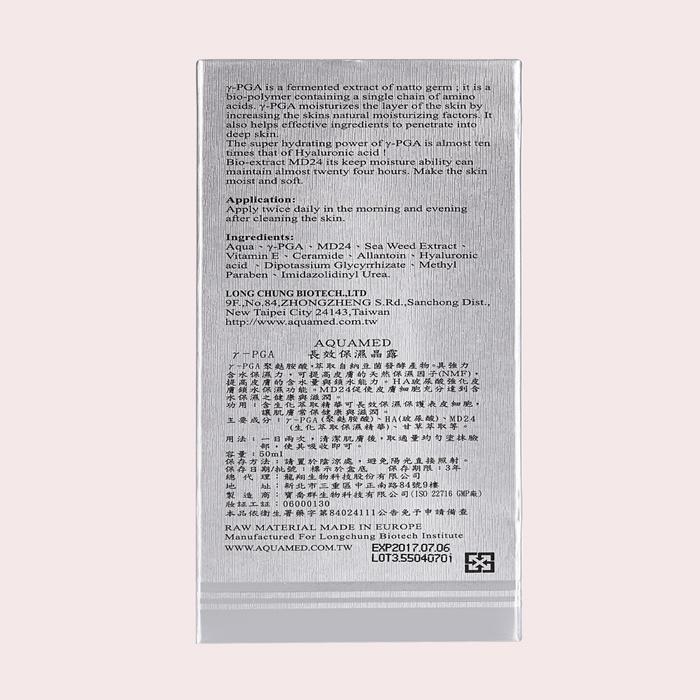 γ-PGA is a fermented extract of natto germ ; it is a
bio-polymer containing a single chain of amino
acids. γ-PGA moisturizes the layer of the skin by
increasing the skins natural moisturizing factors. It
also helps effective ingredients to penetrate into
deep skin.
The super hydrating power of γ-PGA is almost ten
times that of Hyaluronic acid !
Bio-extract MD24 its keep moisture ability can
maintain almost twenty four hours. Make the skin
moist and soft.
Application:
Apply twice daily in the morning and evening
after cleaning the skin.
Ingredients:
Aqua、γ-PGA、MD24、Sea Weed Extract、
Vitamin E、Ceramide、Allantoin、Hyaluronic
acid 、Dipotassium Glycyrrhizate、Methyl
Paraben、Imidazolidinyl Urea.
LONG CHUNG BIOTECH.,LTD
9F.,No.84,ZHONGZHENG S.Rd.,Sanchong Dist.,
New Taipei City 24143,Taiwan
http://www.aquamed.com.tw
AQUAMED
γ-PGA 長效保濕晶露
γ-PGA聚麩胺酸,萃取自納豆菌發酵產物。具強力
含水保濕力，可提高皮膚的天然保濕因子(NMF),
提高皮膚的含水量與鎖水能力。HA玻尿酸強化皮
膚鎖水保濕功能。MD24促使皮膚細胞充分達到含
水保濕之健康與滋潤。
功用：含生化萃取精華可長效保濕保護表皮細胞，
讓肌膚常保健康與滋潤。
主要成分：γ-PGA(聚麩胺酸)、HA(玻尿酸)、MD24
(生化萃取保濕精華)、甘草萃取等。
用法：一日兩次，清潔肌膚後，取適量均勻塗抹臉
部，使其吸收即可。
容量：50ml
保存方法：請置於陰涼處，避免陽光直接照射。
保存日期/批號：標示於盒底 保存期限：3年
總代理：龍翔生物科技股份有限公司
地址：新北市三重區中正南路84號9樓
製造商：寶喬群生物科技有限公司(ISO 22716 GMP廠)
妝証工証：06000130
本品依衛生署藥字第84024111公告免予申請備查
RAW MATERIAL MADE IN EUROPE
Manufactured For Longchung Biotech Institute
WWW.AQUAMED.COM.TW
EXP2017.07.06
LOT3.55040701